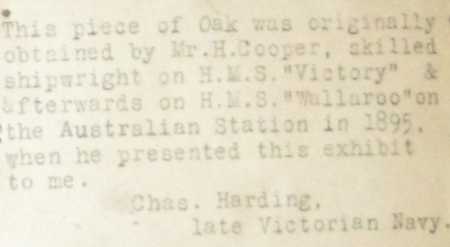 This piece of Oak was originally
obtained by Mr.H.Cooper, skilled
shipwright on H.M.S."Victory" &
afterwards on H.M.S."Wallaroo"on
the Australian Station in 1895,
when he presented this exhibit
to me.
Chas. Harding,
late Victorian Navy.